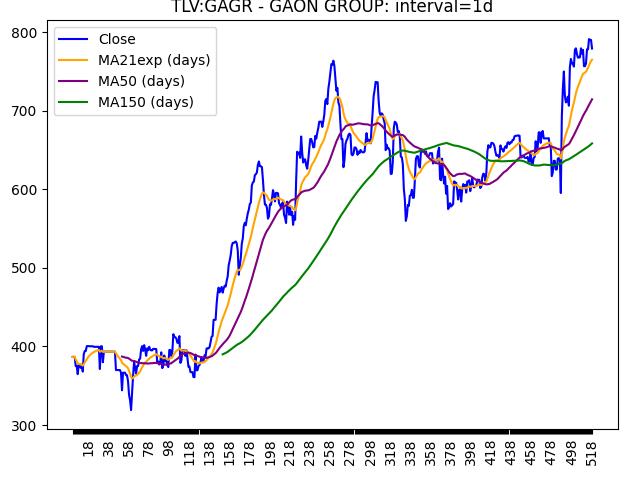 TLV:GAGR - GAON GROUP: interval=1d
Close
MA21exp (days)
MA50 (days)
MA150 (days)
800
700
600
500
400
300
18 38 58 78 98 118 138 158 178 198 218 238 258 278 298 318 338 358 378 398 418 438 458 478 498 518